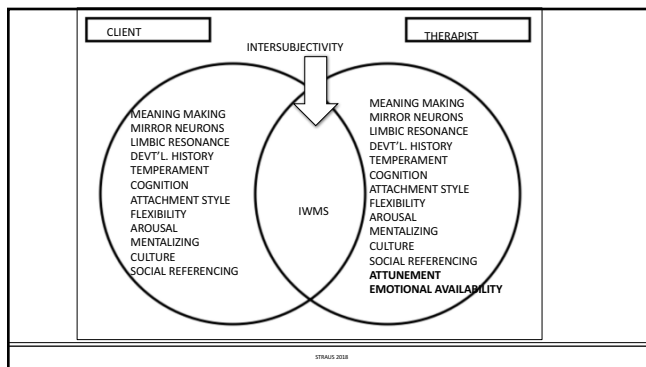 CLIENT
THERAPIST
INTERSUBJECTIVITY
MEANING MAKING
MIRROR NEURONS
LIMBIC RESONANCE
DEVT'L. HISTORY
TEMPERAMENT
COGNITION
ATTACHMENT STYLE
FLEXIBILITY
AROUSAL
MENTALIZING
CULTURE
SOCIAL REFERENCING
IWMS
MEANING MAKING
MIRROR NEURONS
LIMBIC RESONANCE
DEVT'L. HISTORY
TEMPERAMENT
COGNITION
ATTACHMENT STYLE
FLEXIBILITY
AROUSAL
MENTALIZING
CULTURE
SOCIAL REFERENCING
ATTUNEMENT
EMOTIONAL AVAILABILITY
STRAUS 2018